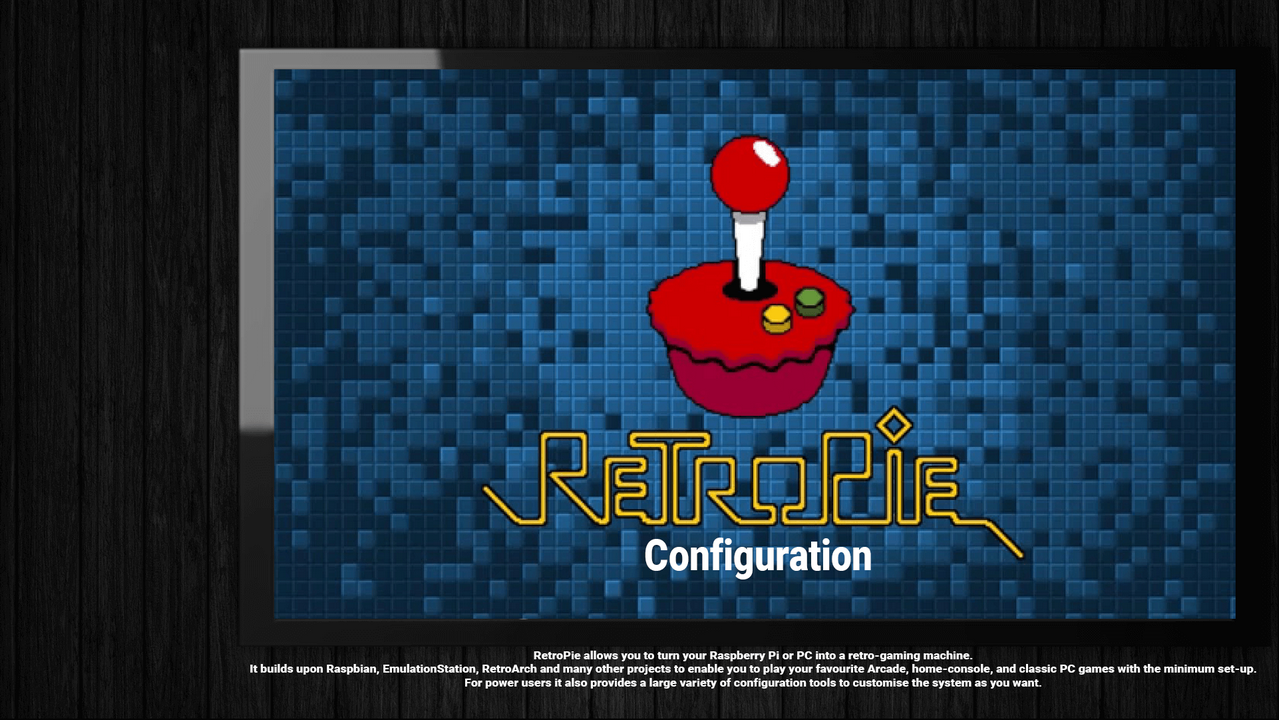 RETROPIE
Configuration
RetroPie allows you to turn your Raspberry Pi or PC into a retro-gaming machine.
It builds upon Raspbian, EmulationStation, RetroArch and many other projects to enable you to play your favourite Arcade, home-console, and classic PC games with the minimum set-up.
For power users it also provides a large variety of configuration tools to customise the system as you want.